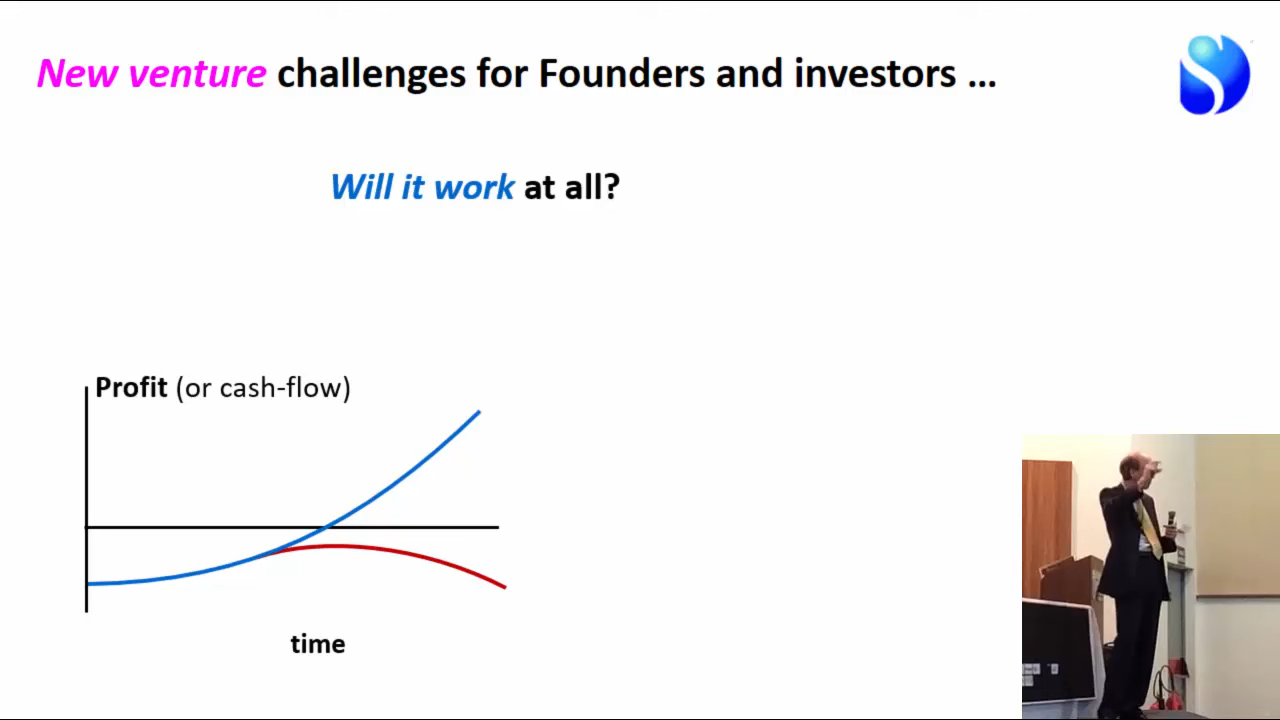 New venture challenges for Founders and investors ...
Will it work at all?
Profit (or cash-flow)
time